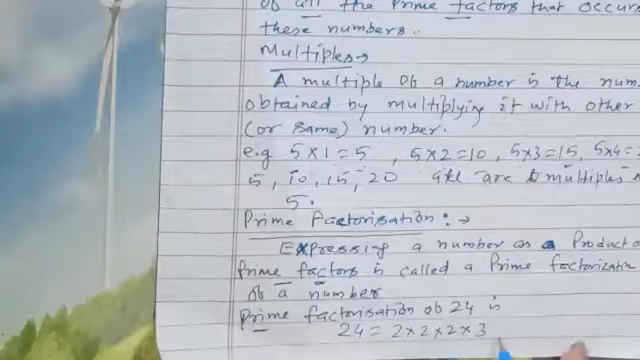 of all the Prime factors that occurs
these numbers.
Multiples→
A multiple of a number is the num
obtained by multiplying it with other
(or same) number.
e.g 5×1=5, 5×2=10, 5×3=15, 5×4=2
5, 10, 15, 20 are multiples
5.
Prime Factorisation:→
Expressing a number as a Product o
Prime factors is called a Prime factorization
of a number
Prime factorisation of 24 is
24 = 2×2×2×3